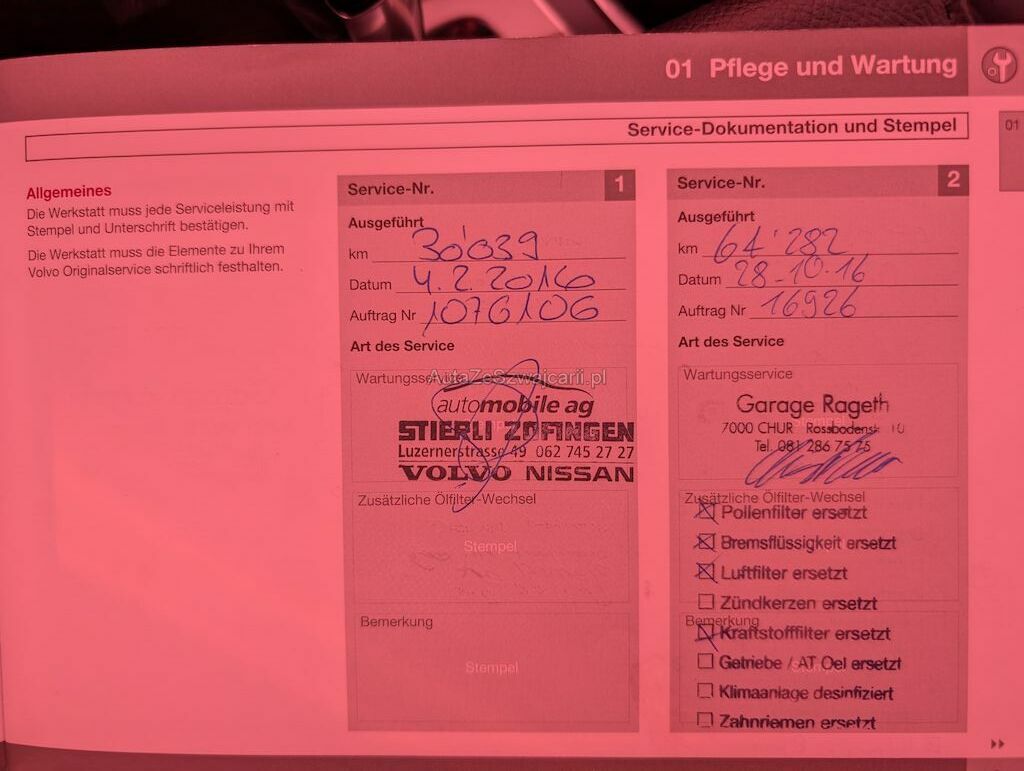 01 Pflege und Wartung
Service-Dokumentation und Stempel
01
Allgemeines
Die Werkstatt muss jede Serviceleistung mit
Stempel und Unterschrift bestätigen.
Die Werkstatt muss die Elemente zu Ihrem
Volvo Originalservice schriftlich festhalten.
Service-Nr. 1
Ausgeführt
km 30'039
Datum 4.2.2016
Auftrag Nr 1076106
Art des Service
Wartungsservice
AutaZeSzwajcarii.pl
automobile ag
STIERLI ZOFINGEN
Luzernerstrasse 49 062 745 27 27
VOLVO NISSAN
Zusätzliche Ölfilter-Wechsel
Stempel
Bemerkung
Stempel
Service-Nr. 2
Ausgeführt
km 61'282
Datum 28-10-16
Auftrag Nr 16926
Art des Service
Wartungsservice
Garage Rageth
7000 CHUR Rossbodenstr. 10
Tel. 081 286 75 75
Zusätzliche Ölfilter-Wechsel
Pollenfilter ersetzt
Bremsflüssigkeit ersetzt
Luftfilter ersetzt
Zündkerzen ersetzt
Bemerkung
Kraftstofffilter ersetzt
Getriebe / AT Oel ersetzt
Klimaanlage desinfiziert
Zahnriemen ersetzt